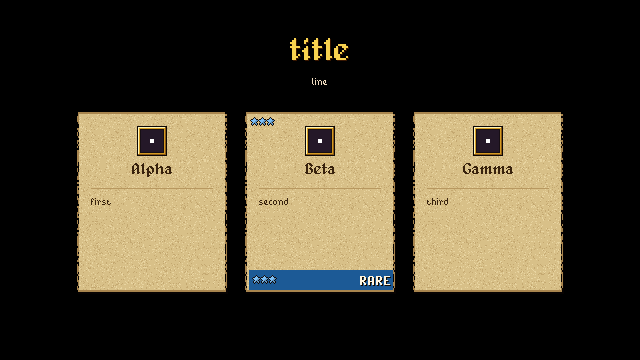 title
line
Alpha
first
Beta
second
RARE
Gamma
third